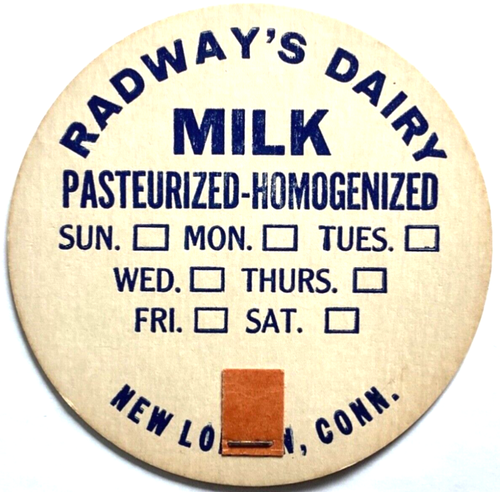 RADWAY'S DAIRY
MILK
PASTEURIZED-HOMOGENIZED
SUN. MON. TUES.
WED. THURS.
FRI. SAT.
NEW CONN.